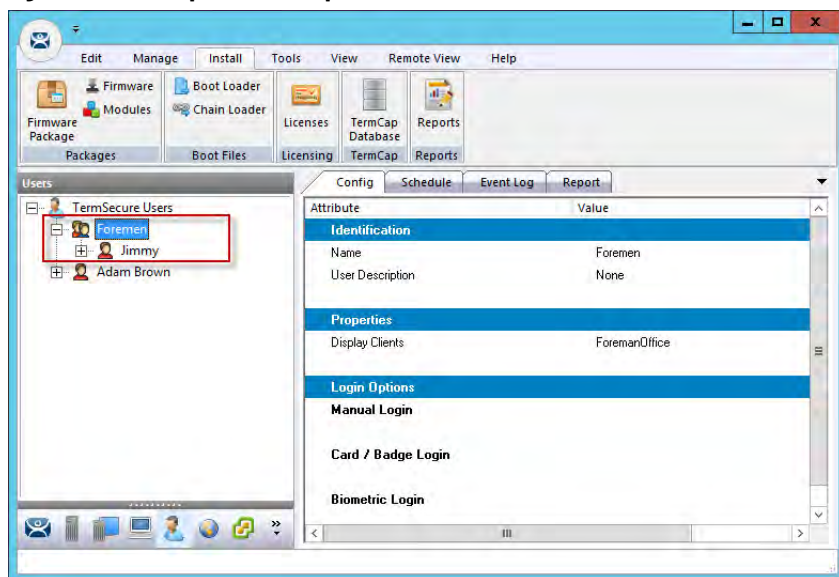 Edit Manage Install Tools View Remote View Help
Firmware
Package
Firmware
Modules
Packages
Boot Loader
Chain Loader
Boot Files
Licenses
Licensing
TermCap
Database
TermCap
Reports
Reports
Users
TermSecure Users
Foremen
Jimmy
Adam Brown
Config Schedule Event Log Report
Attribute Value
Identification
Name Foremen
User Description None
Properties
Display Clients ForemanOffice
Login Options
Manual Login
Card / Badge Login
Biometric Login